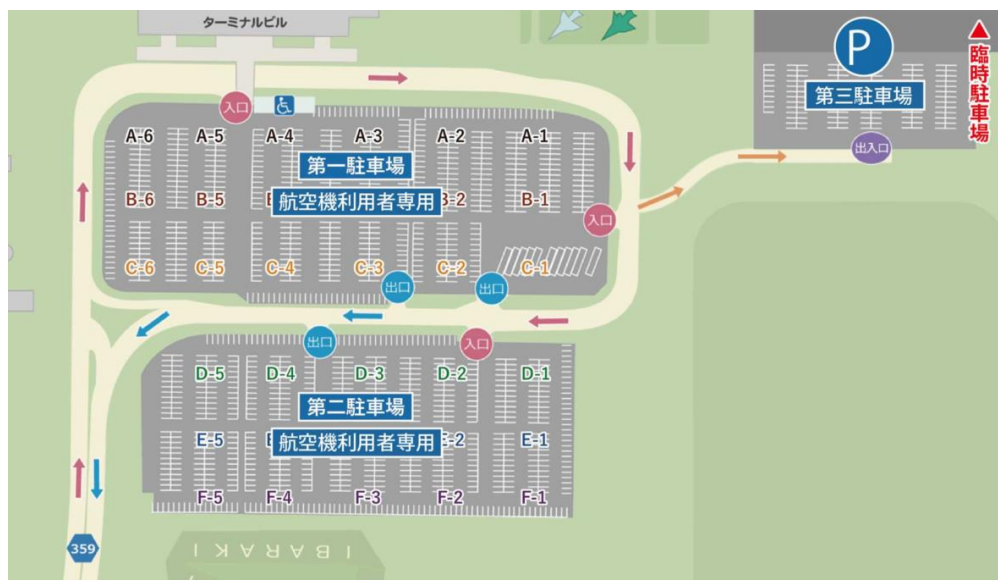 ターミナルビル
P
第三駐車場
▲臨時駐車場
出入口
入口
A-6 A-5 A-4 A-3 A-2 A-1
第一駐車場
航空機利用者専用
B-6 B-5 B-2 B-1
入口
C-6 C-5 C-4 C-3 C-2 C-1
出口 出口
出口 入口
D-5 D-4 D-3 D-2 D-1
第二駐車場
航空機利用者専用
E-5 E-2 E-1
F-5 F-4 F-3 F-2 F-1
359
IBARAKI